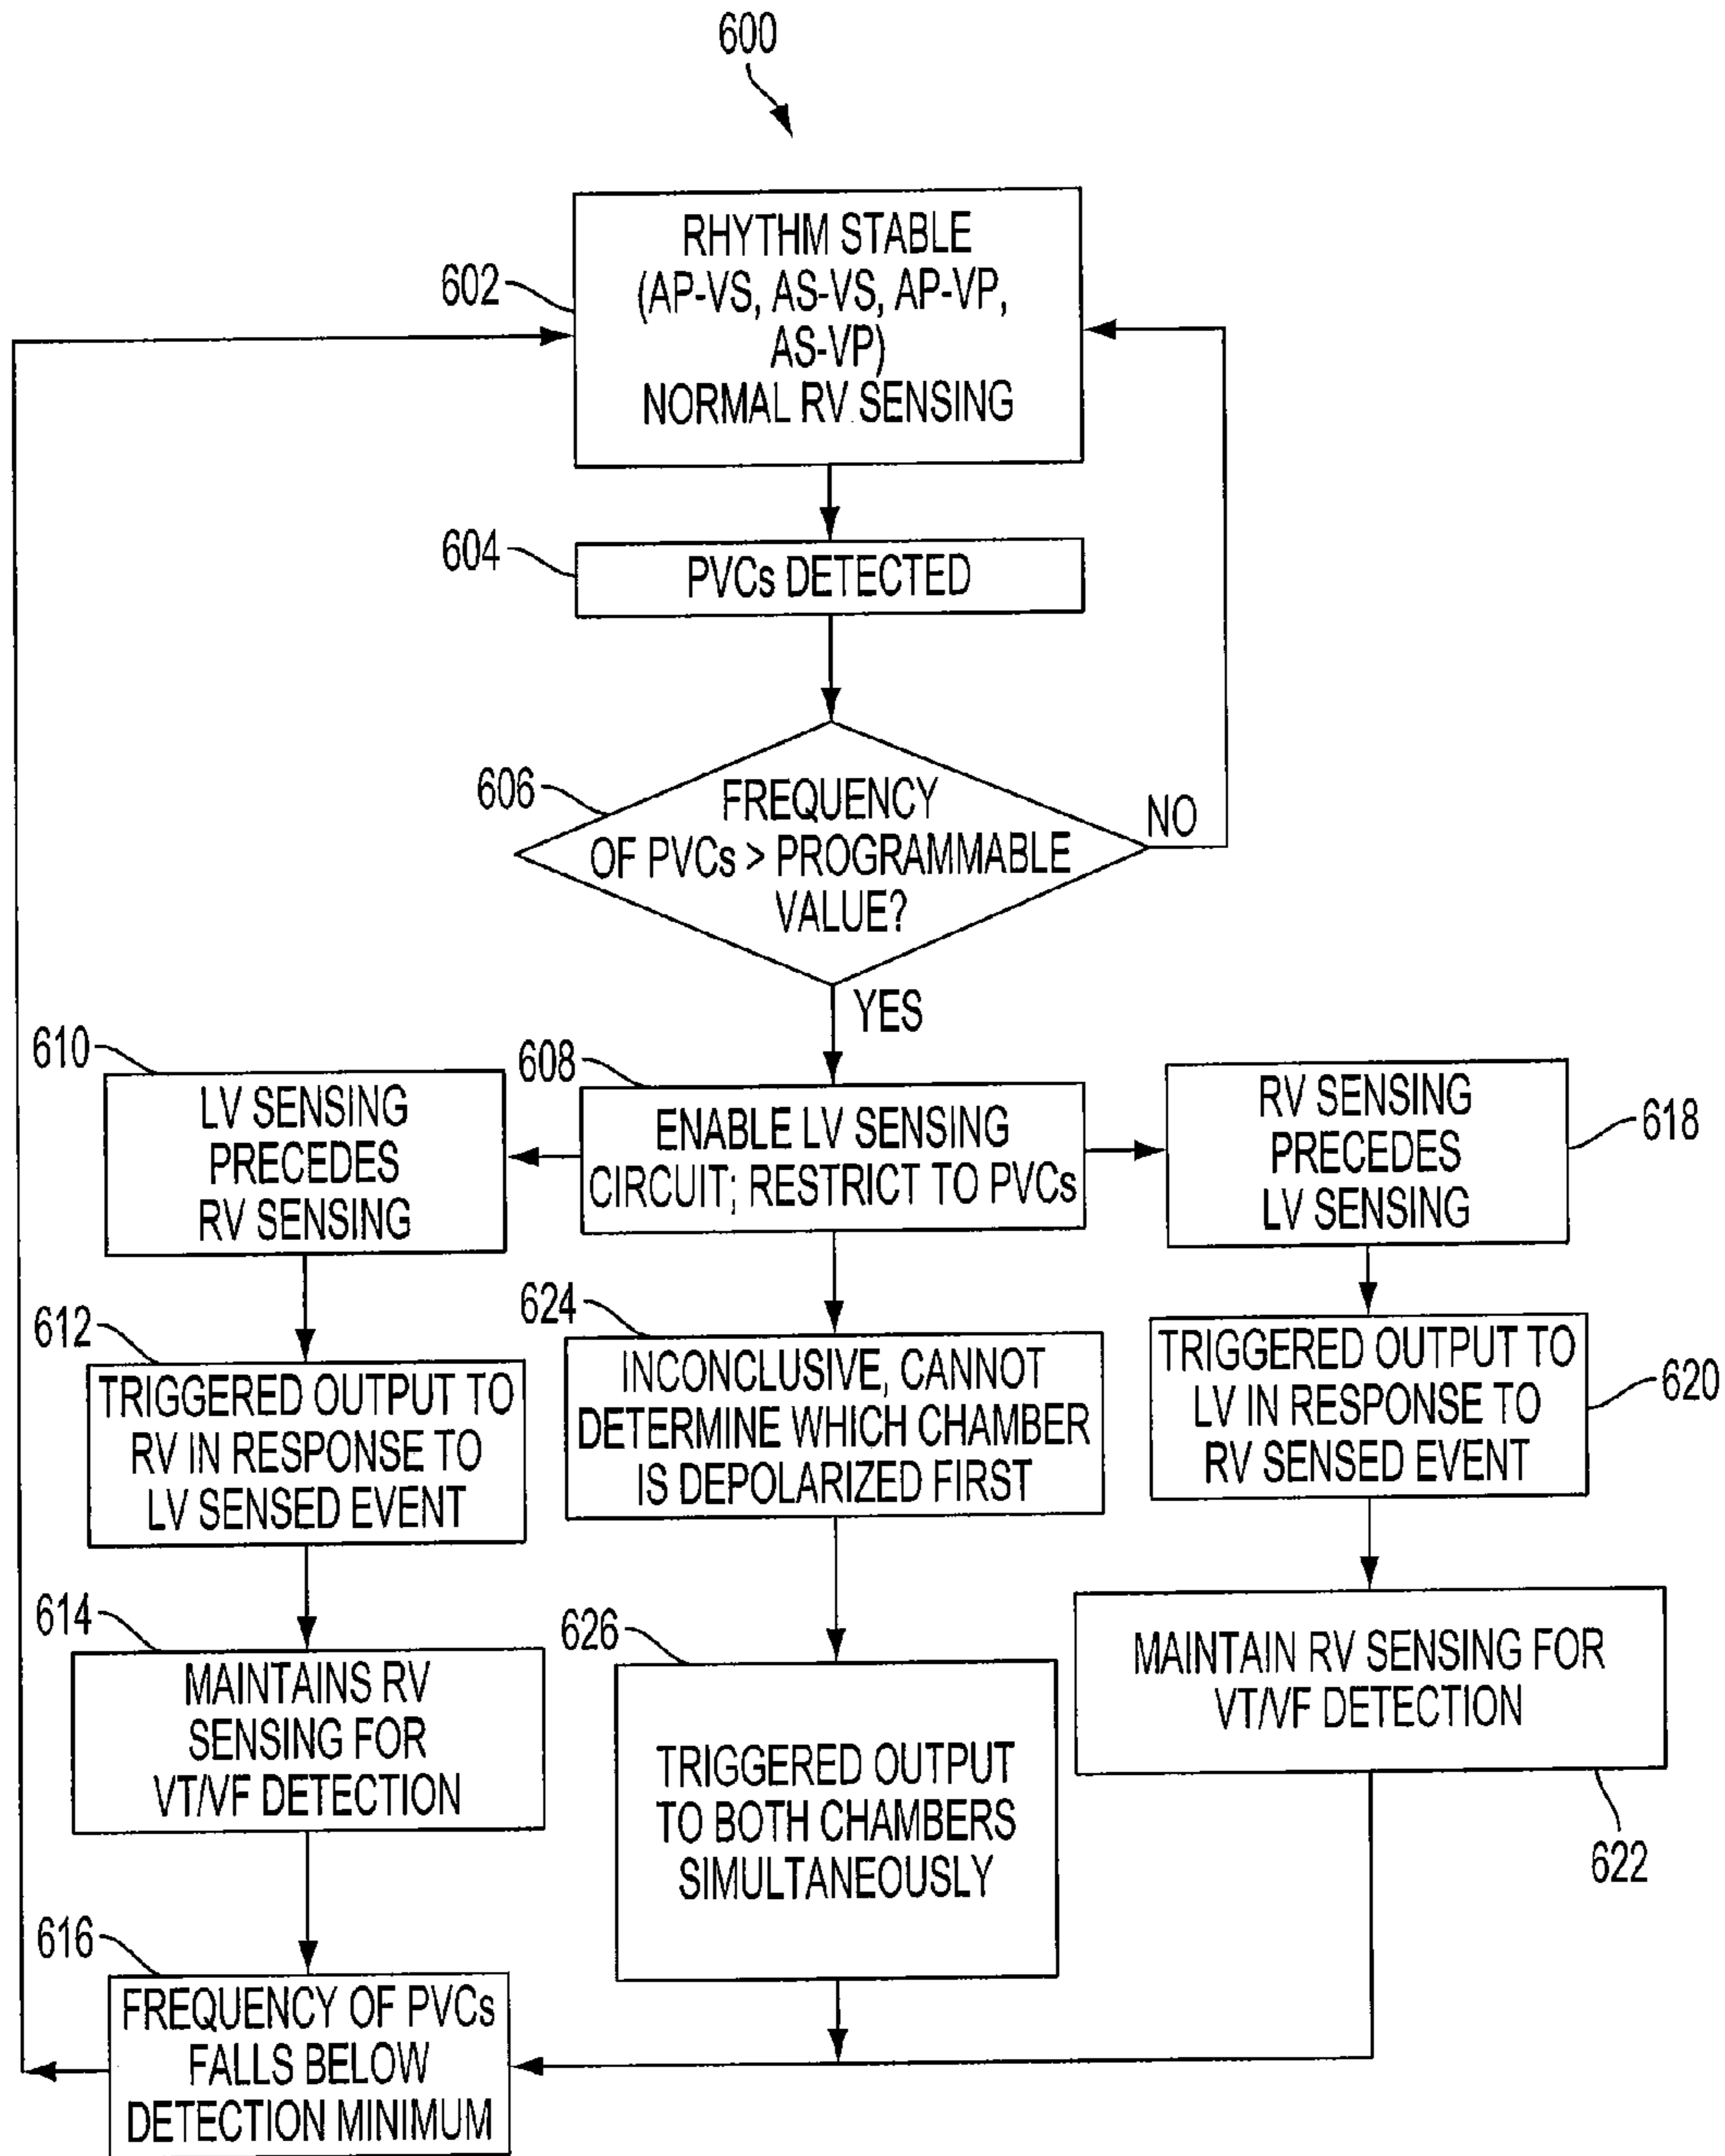 600
602
RHYTHM STABLE
(AP-VS, AS-VS, AP-VP,
AS-VP)
NORMAL RV SENSING
604
PVCs DETECTED
606
FREQUENCY
OF PVCs > PROGRAMMABLE
VALUE?
NO
YES
610
LV SENSING
PRECEDES
RV SENSING
608
ENABLE LV SENSING
CIRCUIT; RESTRICT TO PVCs
RV SENSING
PRECEDES
LV SENSING
618
612
TRIGGERED OUTPUT TO
RV IN RESPONSE TO
LV SENSED EVENT
624
INCONCLUSIVE, CANNOT
DETERMINE WHICH CHAMBER
IS DEPOLARIZED FIRST
TRIGGERED OUTPUT TO
LV IN RESPONSE TO
RV SENSED EVENT
620
614
MAINTAINS RV
SENSING FOR
VT/VF DETECTION
626
TRIGGERED OUTPUT
TO BOTH CHAMBERS
SIMULTANEOUSLY
MAINTAIN RV SENSING FOR
VT/VF DETECTION
622
616
FREQUENCY OF PVCs
FALLS BELOW
DETECTION MINIMUM